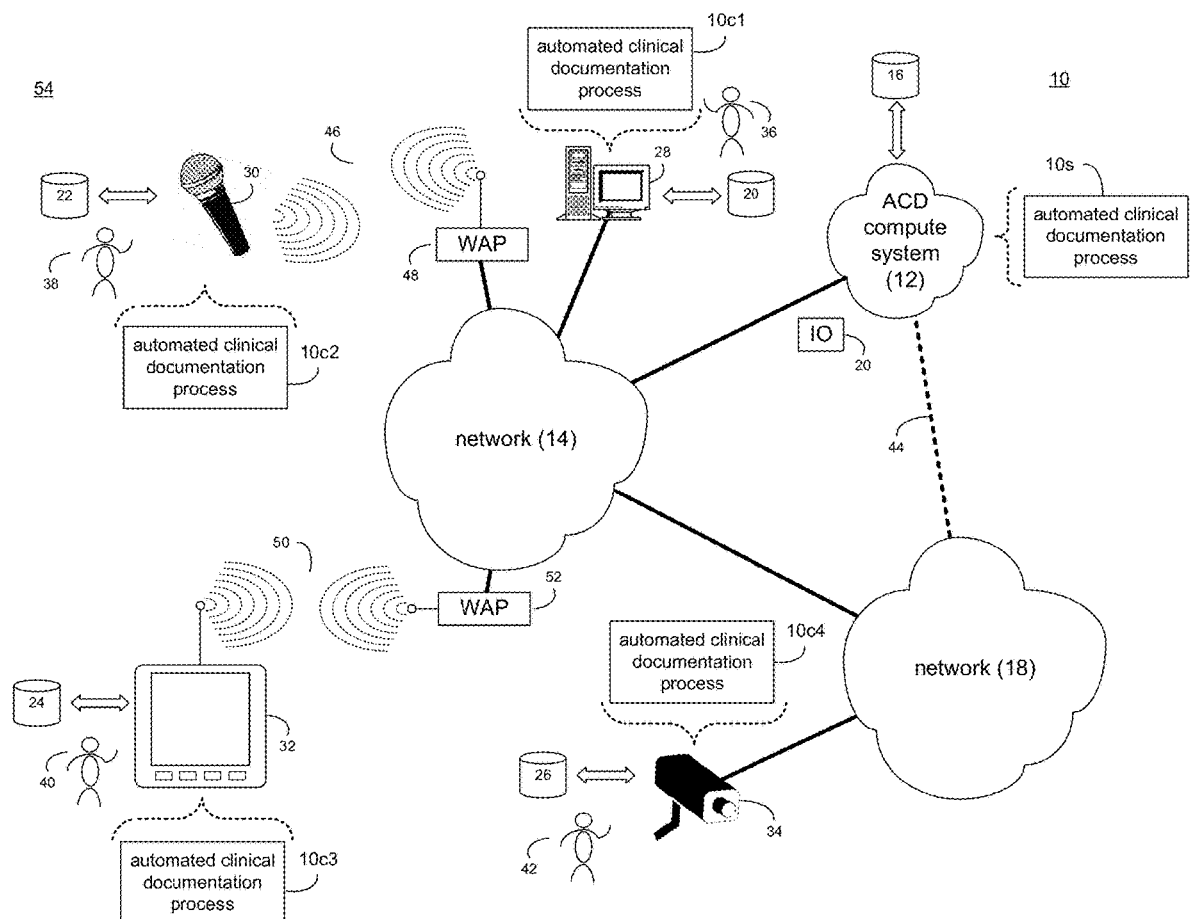 54
10
10c1
automated clinical
documentation
process
36
16
10s
ACD
compute
system
(12)
automated clinical
documentation
process
46
28
20
22
30
38
WAP
48
automated clinical
documentation
process
10c2
IO
20
network (14)
44
50
WAP
52
automated clinical
documentation
process
10c4
network (18)
24
32
40
26
34
42
automated clinical
documentation
process
10c3